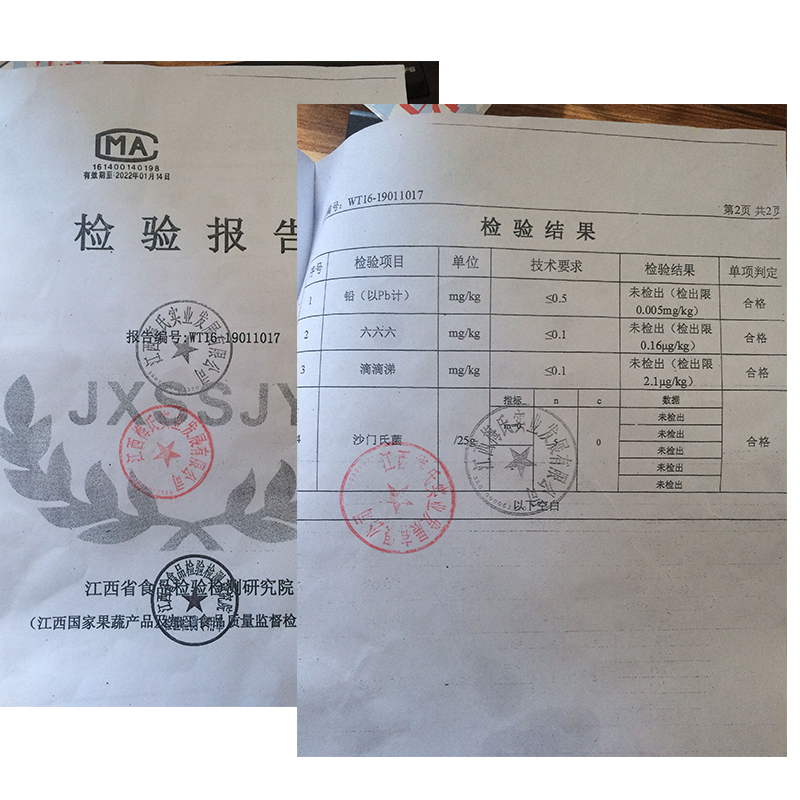 CMA
161400140198
有效期至:2022年01月14日
检验报告
报告编号:WT16-19011017
JXSSJY
江西省食品检验检测研究院
(江西国家果蔬产品及加工食品质量监督检
编号: WT16-19011017
第2页 共2页
检验结果
序号 检验项目 单位 技术要求 检验结果 单项判定
1 铅(以Pb计) mg/kg ≤0.5 未检出(检出限 0.005mg/kg) 合格
2 六六六 mg/kg ≤0.1 未检出(检出限 0.16μg/kg) 合格
3 滴滴涕 mg/kg ≤0.1 未检出(检出限 2.1μg/kg) 合格
指标 n c 数据
4 沙门氏菌 /25g 0 合格
未检出
未检出
未检出
未检出
未检出
以下空白